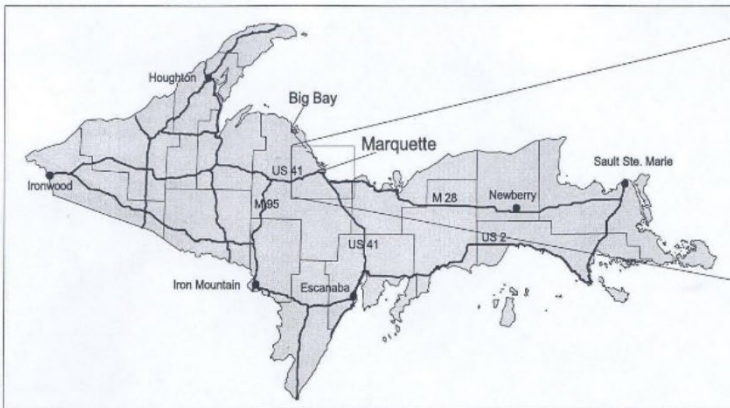 Houghton
Big Bay
Marquette
Sault Ste. Marie
US 41
Ironwood
Newberry
M 28
M 95
US 41
US 2
Iron Mountain
Escanaba